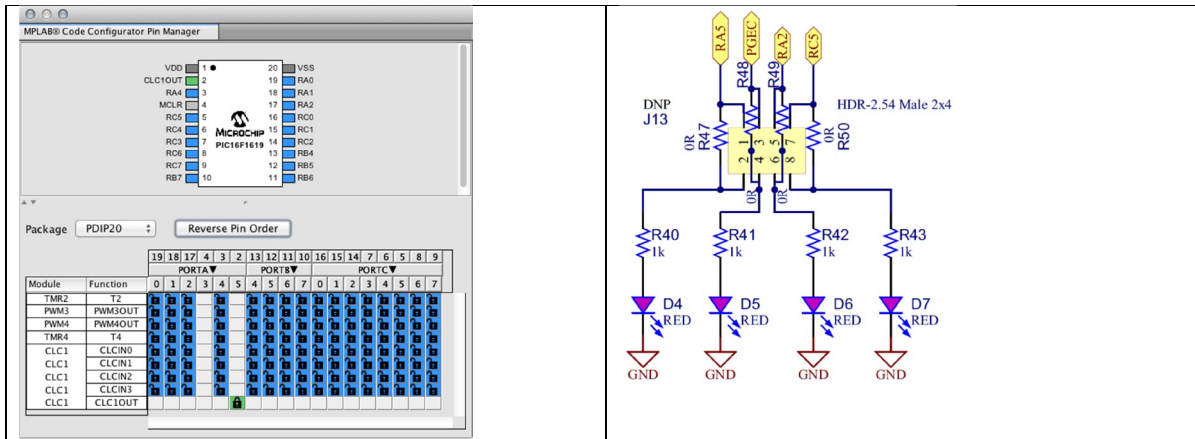 MPLAB® Code Configurator Pin Manager
VDD 1 20 VSS
CLC1OUT 2 19 RA0
RA4 3 18 RA1
MCLR 4 17 RA2
RC5 5 16 RC0
RC4 6 15 RC1
RC3 7 14 RC2
RC6 8 13 RB4
RC7 9 12 RB5
RB7 10 11 RB6
MICROCHIP
PIC16F1619
Package PDIP20 Reverse Pin Order
19 18 17 4 3 2 13 12 11 10 16 15 14 7 6 5 8 9
PORTA▼ PORTB▼ PORTC▼
Module Function 0 1 2 3 4 5 4 5 6 7 0 1 2 3 4 5 6 7
TMR2 T2
PWM3 PWM3OUT
PWM4 PWM4OUT
TMR4 T4
CLC1 CLCIN0
CLC1 CLCIN1
CLC1 CLCIN2
CLC1 CLCIN3
CLC1 CLC1OUT
RA5 PGEC RA2 RC5
R48 R49
DNP
J13
HDR-2.54 Male 2x4
R47 0R
1 3 5 7
2 4 6 8
0R R50
0R 0R
R40 1k
R41 1k
R42 1k
R43 1k
D4 RED
D5 RED
D6 RED
D7 RED
GND GND GND GND